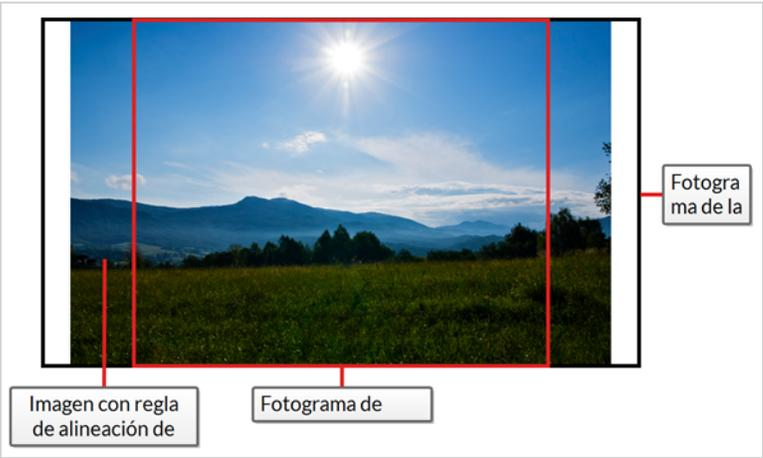 Fotogra
ma de la
Imagen con regla
de alineación de
Fotograma de